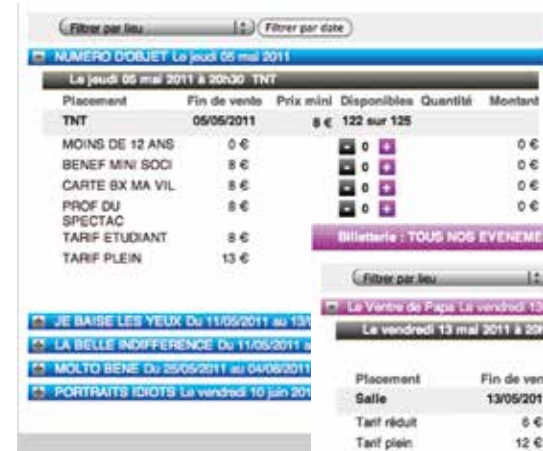 Filtrer par lieu Filtrer par date
NUMERO D'OBJET Le jeudi 05 mai 2011
Le jeudi 05 mai 2011 à 20h30 TNT
Placement Fin de vente Prix mini Disponibles Quantité Montant
TNT 05/05/2011 8 € 122 sur 125
MOINS DE 12 ANS 0 € - 0 + 0 €
BENEF MINI SOCI 8 € - 0 + 0 €
CARTE BX MA VIL 8 € - 0 + 0 €
PROF DU SPECTAC 8 € - 0 + 0 €
TARIF ETUDIANT 8 €
TARIF PLEIN 13 €
JE BAISE LES YEUX Du 11/05/2011 au 13/
LA BELLE INDIFFERENCE Du 11/05/2011 a
MOLTO BENE Du 25/05/2011 au 04/06/2011
PORTRAITS IDIOTS Le vendredi 10 juin 201
Billetterie : TOUS NOS EVENEME
Filtrer par lieu
Le Ventre de Papa Le vendredi 13
Le vendredi 13 mai 2011 à 20h
Placement Fin de ven
Salle 13/05/201
Tarif réduit 8 €
Tarif plein 12 €